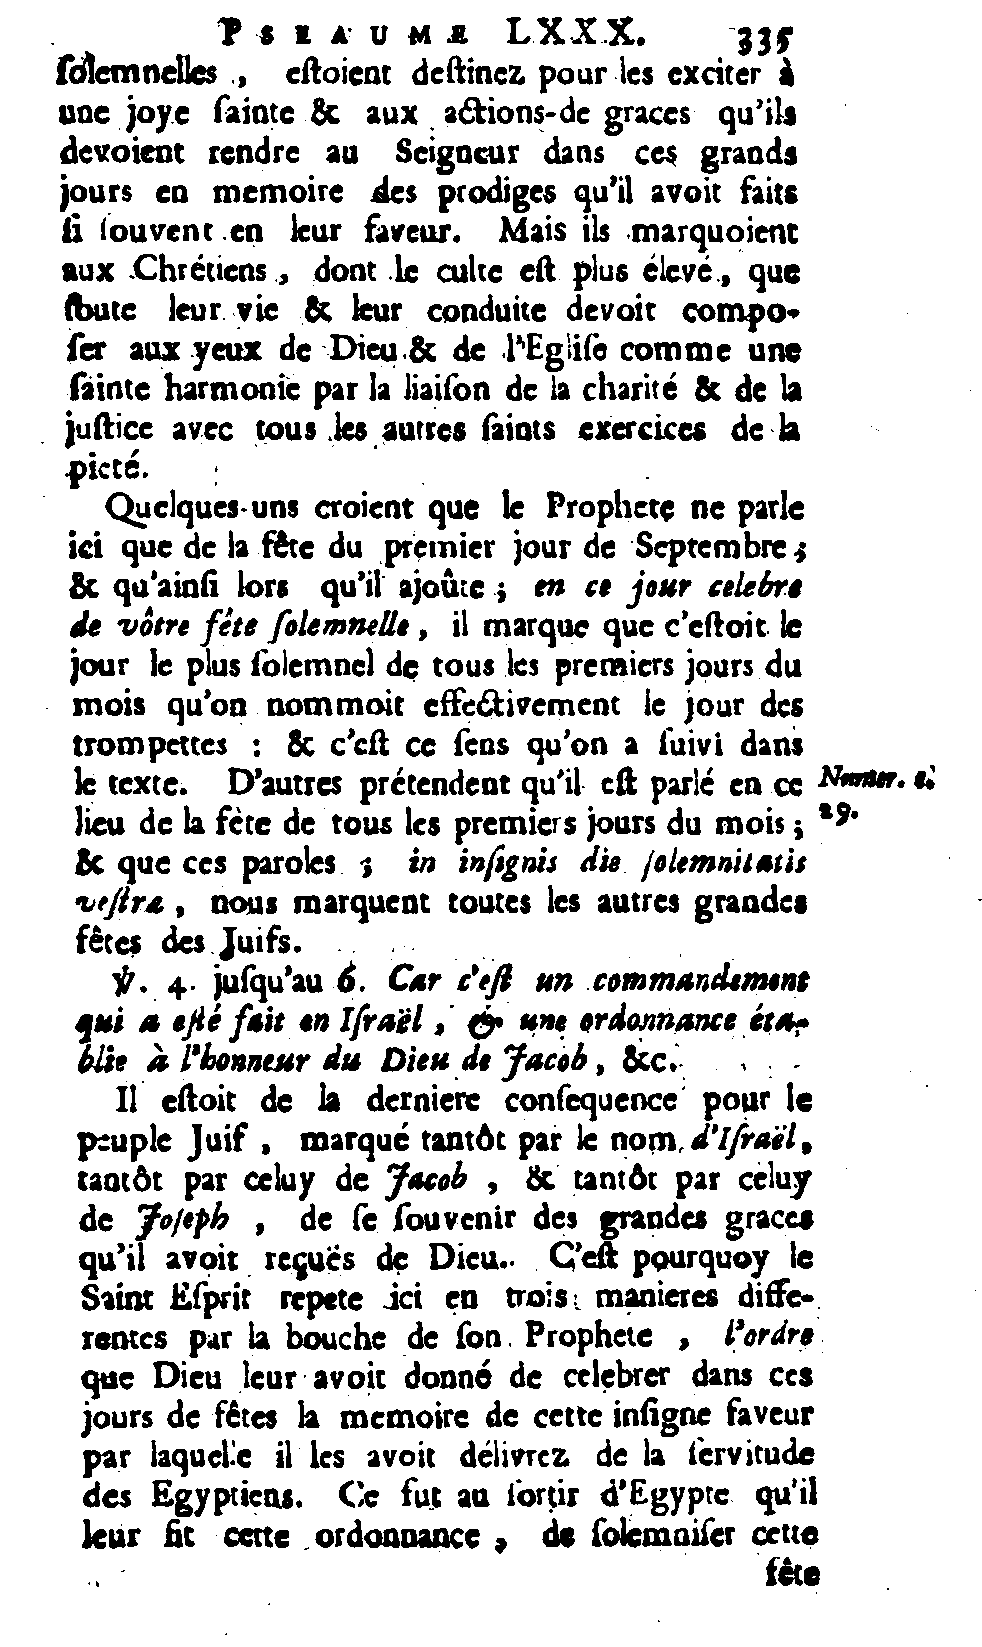 PSEAUME LXXX. 335
ſolemnelles, eſtoient deſtinez pour les exciter à
une joye ſainte & aux actions-de graces qu'ils
devoient rendre au Seigneur dans ces grands
jours en memoire des prodiges qu'il avoit faits
ſi ſouvent en leur faveur. Mais ils marquoient
aux Chrétiens, dont le culte eſt plus élevé, que
toute leur vie & leur conduite devoit compo-
ſer aux yeux de Dieu & de l'Egliſe comme une
ſainte harmonie par la liaiſon de la charité & de la
juſtice avec tous les autres ſaints exercices de la
pieté.
Quelques-uns croient que le Prophete ne parle
ici que de la fête du premier jour de Septembre;
& qu'ainſi lors qu'il ajoûte; en ce jour celebre
de vôtre fête ſolemnelle, il marque que c'eſtoit le
jour le plus ſolemnel de tous les premiers jours du
mois qu'on nommoit effectivement le jour des
trompettes : & c'eſt ce ſens qu'on a ſuivi dans
le texte. D'autres prétendent qu'il eſt parlé en ce
lieu de la fête de tous les premiers jours du mois;
29.
& que ces paroles; in inſignis die ſolemnitatis
veſtræ, nous marquent toutes les autres grandes
fêtes des Juifs.
℣. 4. juſqu'au 6. Car c'eſt un commandement
qui a eſté fait en Iſraël, & une ordonnance éta-
blie à l'honneur du Dieu de Jacob, &c.
Il eſtoit de la derniere conſequence pour le
peuple Juif, marqué tantôt par le nom d'Iſraël,
tantôt par celuy de Jacob, & tantôt par celuy
de Joſeph, de ſe ſouvenir des grandes graces
qu'il avoit reçuës de Dieu. C'eſt pourquoy le
Saint Eſprit repete ici en trois manieres diffe-
rentes par la bouche de ſon Prophete, l'ordre
que Dieu leur avoit donné de celebrer dans ces
jours de fêtes la memoire de cette inſigne faveur
par laquelle il les avoit délivrez de la ſervitude
des Egyptiens. Ce fut au ſortir d'Egypte qu'il
leur fit cette ordonnance, de ſolemniſer cette
fête